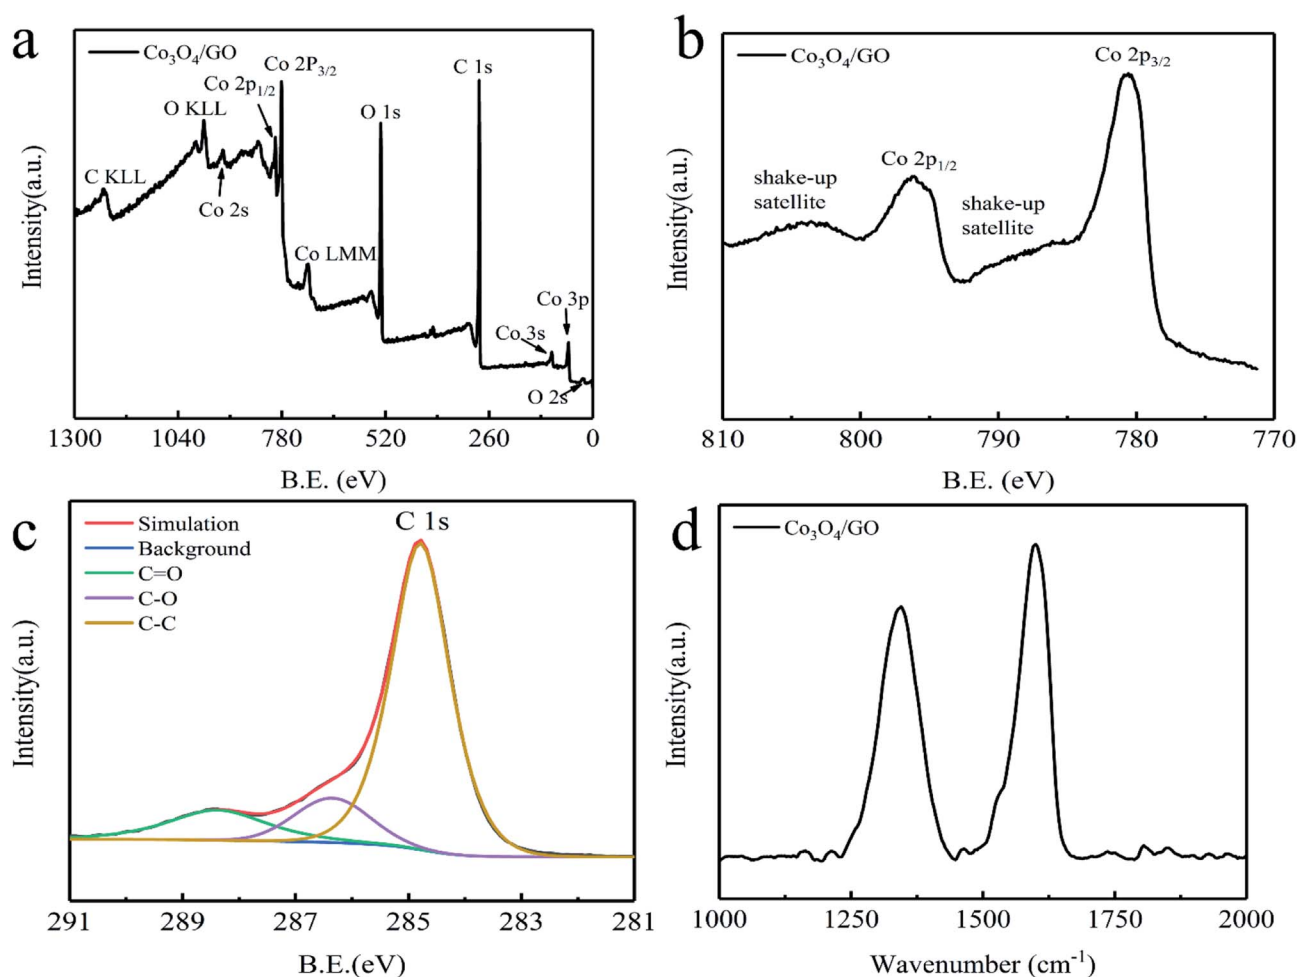 a
Co₃O₄/GO
Co 2P₃/₂
C 1s
Co 2p₁/₂
O KLL
O 1s
C KLL
Co 2s
Co LMM
Co 3p
Co 3s
O 2s
Intensity(a.u.)
1300 1040 780 520 260 0
B.E. (eV)
b
Co₃O₄/GO
Co 2p₃/₂
Co 2p₁/₂
shake-up
satellite
shake-up
satellite
Intensity(a.u.)
810 800 790 780 770
B.E. (eV)
c
Simulation
Background
C=O
C-O
C-C
C 1s
Intensity(a.u.)
291 289 287 285 283 281
B.E.(eV)
d
Co₃O₄/GO
Intensity(a.u.)
1000 1250 1500 1750 2000
Wavenumber (cm⁻¹)